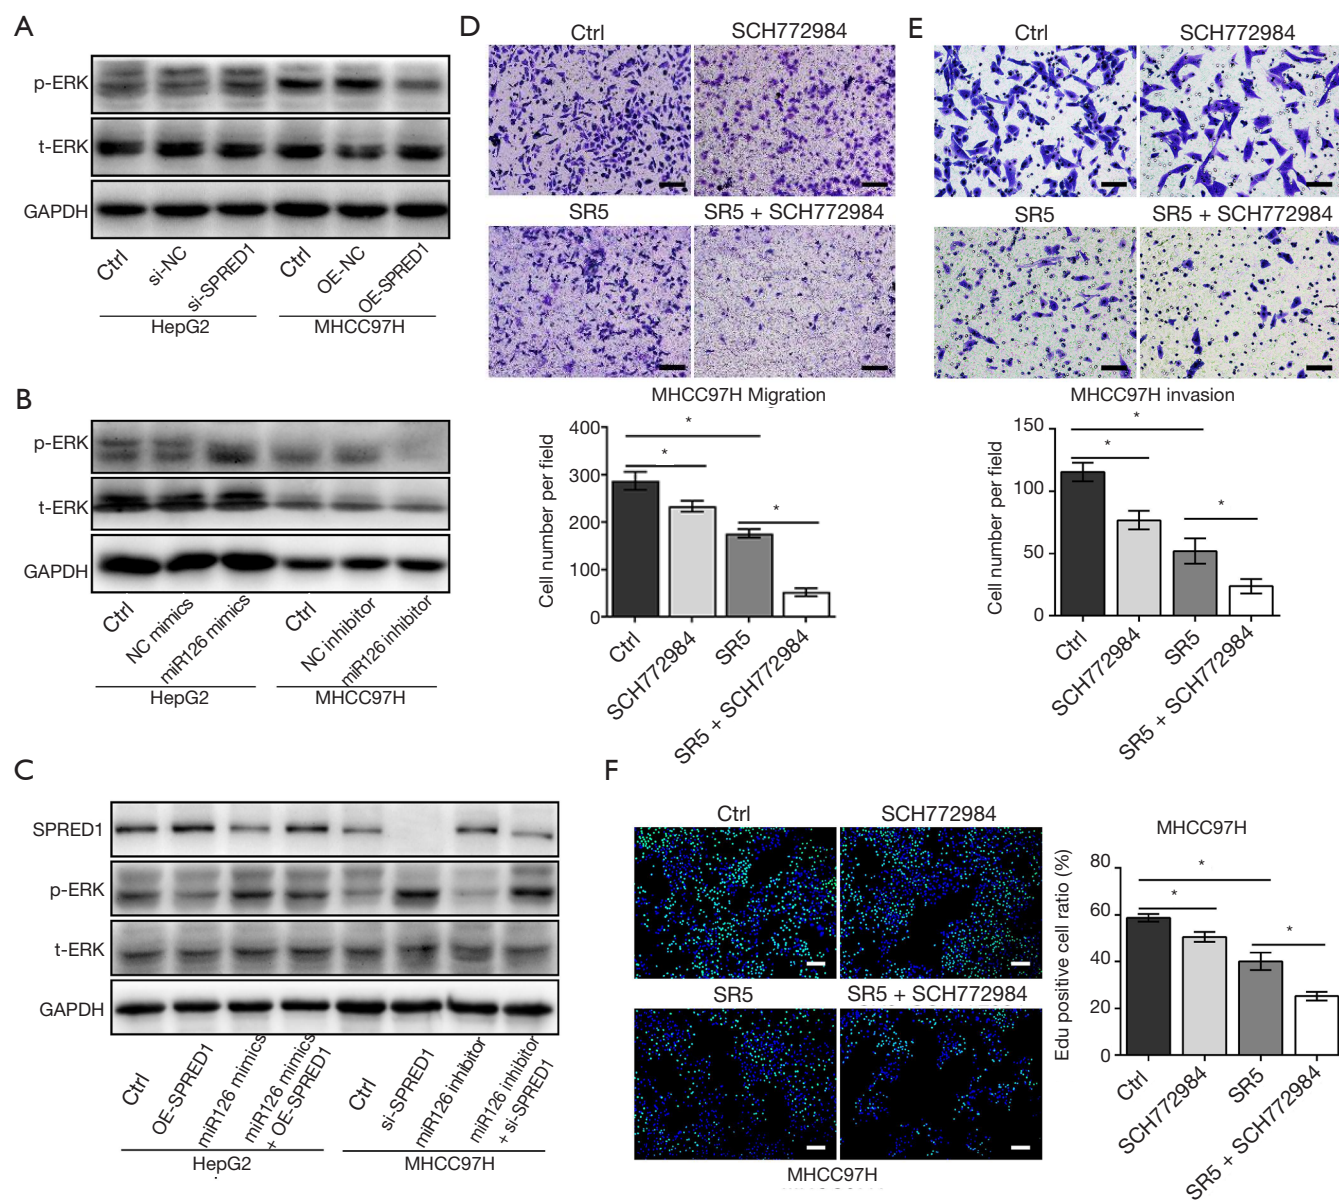 A
p-ERK
t-ERK
GAPDH
Ctrl
si-NC
si-SPRED1
Ctrl
OE-NC
OE-SPRED1
HepG2
MHCC97H
B
p-ERK
t-ERK
GAPDH
Ctrl
NC mimics
miR126 mimics
Ctrl
NC inhibitor
miR126 inhibitor
HepG2
MHCC97H
C
SPRED1
p-ERK
t-ERK
GAPDH
Ctrl
OE-SPRED1
miR126 mimics
miR126 mimics
+ OE-SPRED1
Ctrl
si-SPRED1
miR126 inhibitor
miR126 inhibitor
+ si-SPRED1
HepG2
MHCC97H
D
Ctrl
SCH772984
SR5
SR5 + SCH772984
MHCC97H Migration
Cell number per field
400
300
200
100
0
*
*
*
Ctrl
SCH772984
SR5
SR5 + SCH772984
E
Ctrl
SCH772984
SR5
SR5 + SCH772984
MHCC97H invasion
Cell number per field
150
100
50
0
*
*
*
Ctrl
SCH772984
SR5
SR5 + SCH772984
F
Ctrl
SCH772984
SR5
SR5 + SCH772984
MHCC97H
MHCC97H
Edu positive cell ratio (%)
80
60
40
20
0
*
*
*
Ctrl
SCH772984
SR5
SR5 + SCH772984